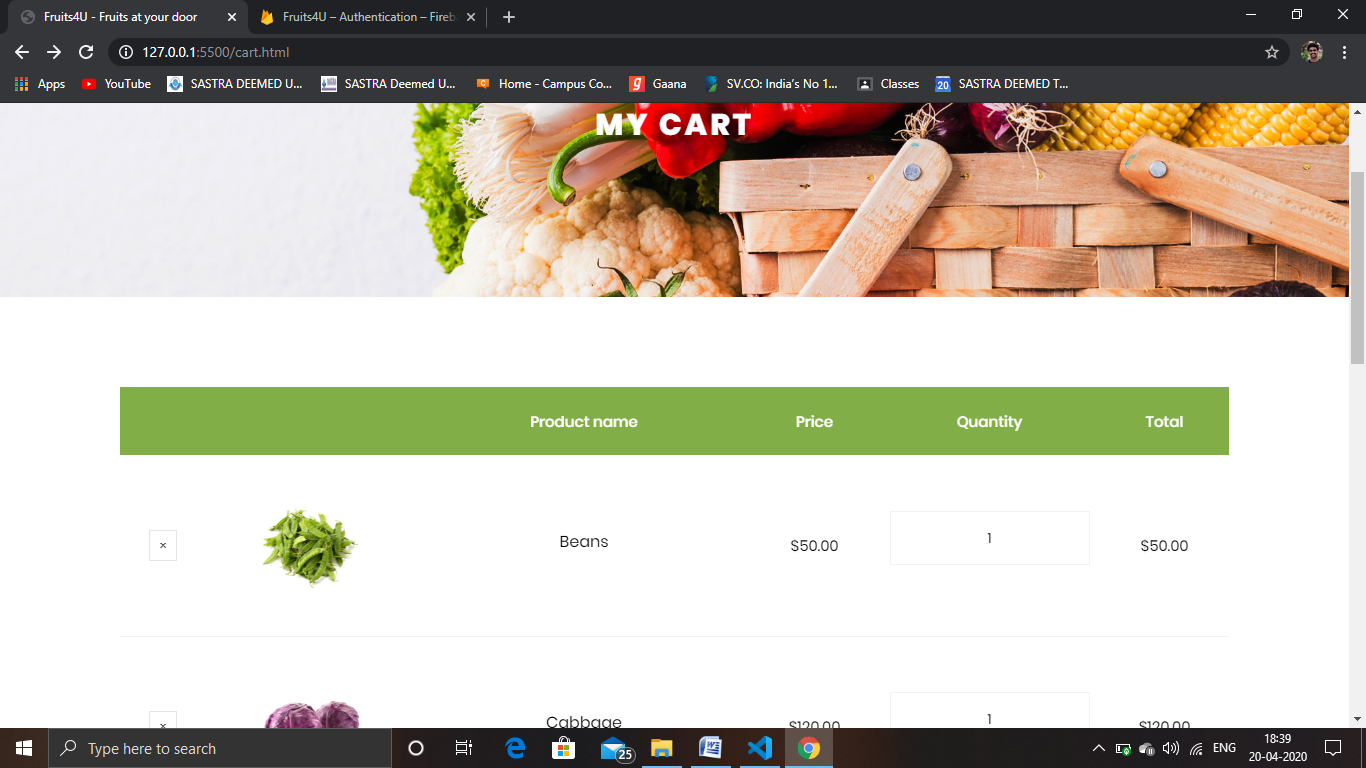 Fruits4U - Fruits at your door
Fruits4U – Authentication – Fireb
127.0.0.1:5500/cart.html
Apps
YouTube
SASTRA DEEMED U...
SASTRA Deemed U...
Home - Campus Co...
Gaana
SV.CO: India's No 1...
Classes
20
SASTRA DEEMED T...
MY CART
Product name Price Quantity Total
× Beans $50.00 1 $50.00
× Cabbage $120.00 1 $120.00
Type here to search
25
ENG
18:39
20-04-2020